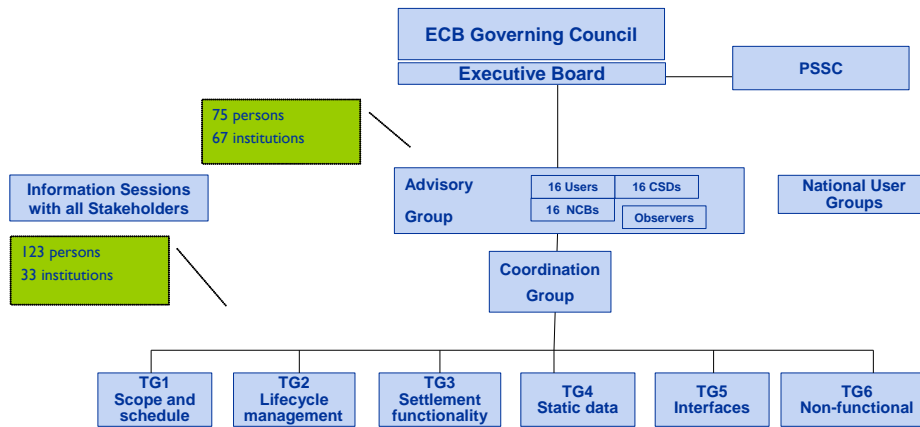 ECB Governing Council
Executive Board
PSSC
75 persons
67 institutions
Advisory
Group
16 Users
16 CSDs
16 NCBs
Observers
Information Sessions
with all Stakeholders
National User
Groups
123 persons
33 institutions
Coordination
Group
TG1
Scope and
schedule
TG2
Lifecycle
management
TG3
Settlement
functionality
TG4
Static data
TG5
Interfaces
TG6
Non-functional